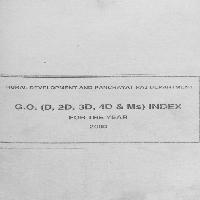 RURAL DEVELOPMENT AND PANCHAYAT RAJ DEPARTMENT
G.O. (D, 2D, 3D, 4D & Ms) INDEX
FOR THE YEAR